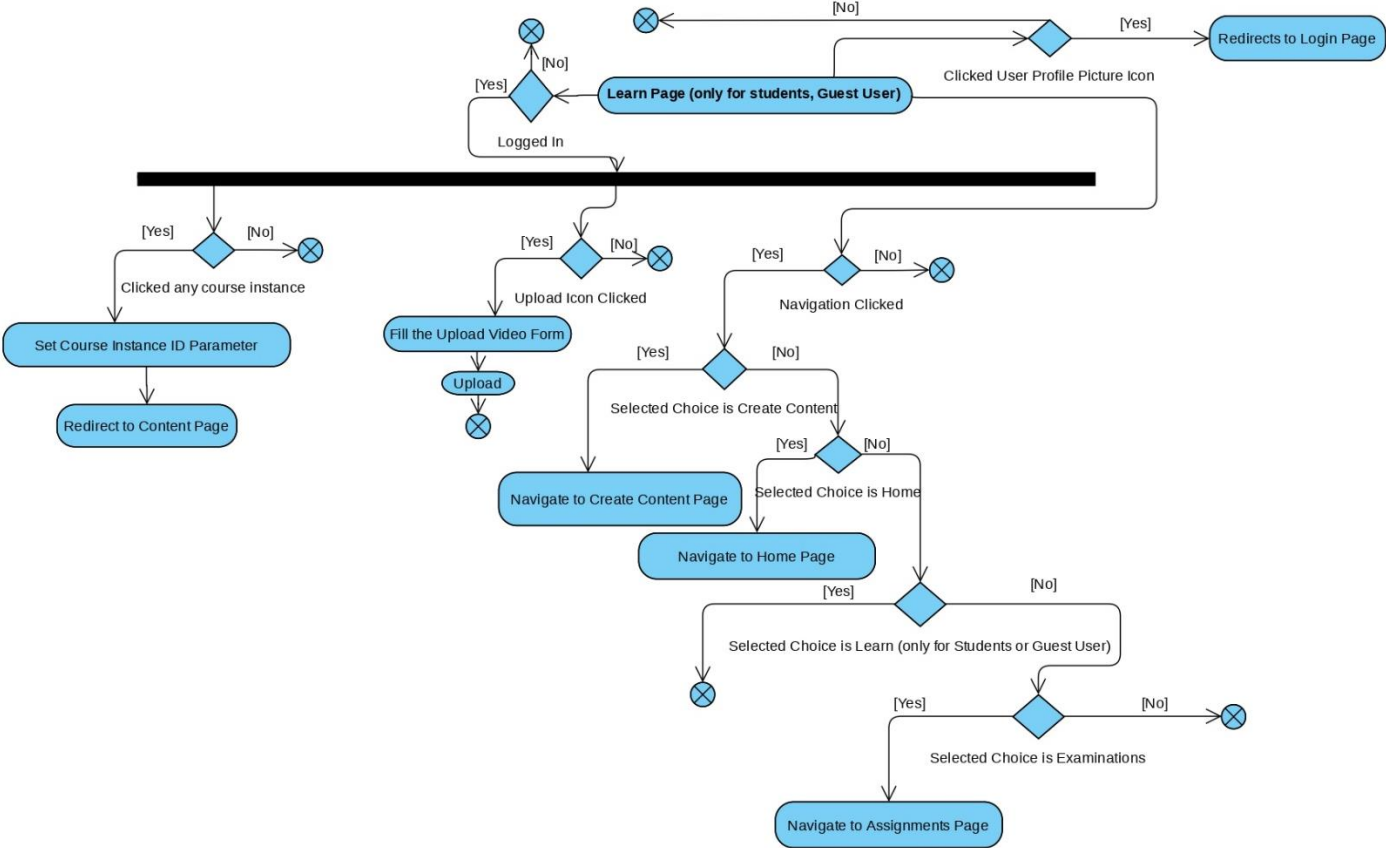 [No]
[Yes]
Redirects to Login Page
Clicked User Profile Picture Icon
[No]
[Yes]
Learn Page (only for students, Guest User)
Logged In
[Yes]
[No]
Clicked any course instance
Set Course Instance ID Parameter
Redirect to Content Page
[Yes]
[No]
Upload Icon Clicked
Fill the Upload Video Form
Upload
[Yes]
[No]
Navigation Clicked
[Yes]
[No]
Selected Choice is Create Content
Navigate to Create Content Page
[Yes]
[No]
Selected Choice is Home
Navigate to Home Page
[Yes]
[No]
Selected Choice is Learn (only for Students or Guest User)
[Yes]
[No]
Selected Choice is Examinations
Navigate to Assignments Page